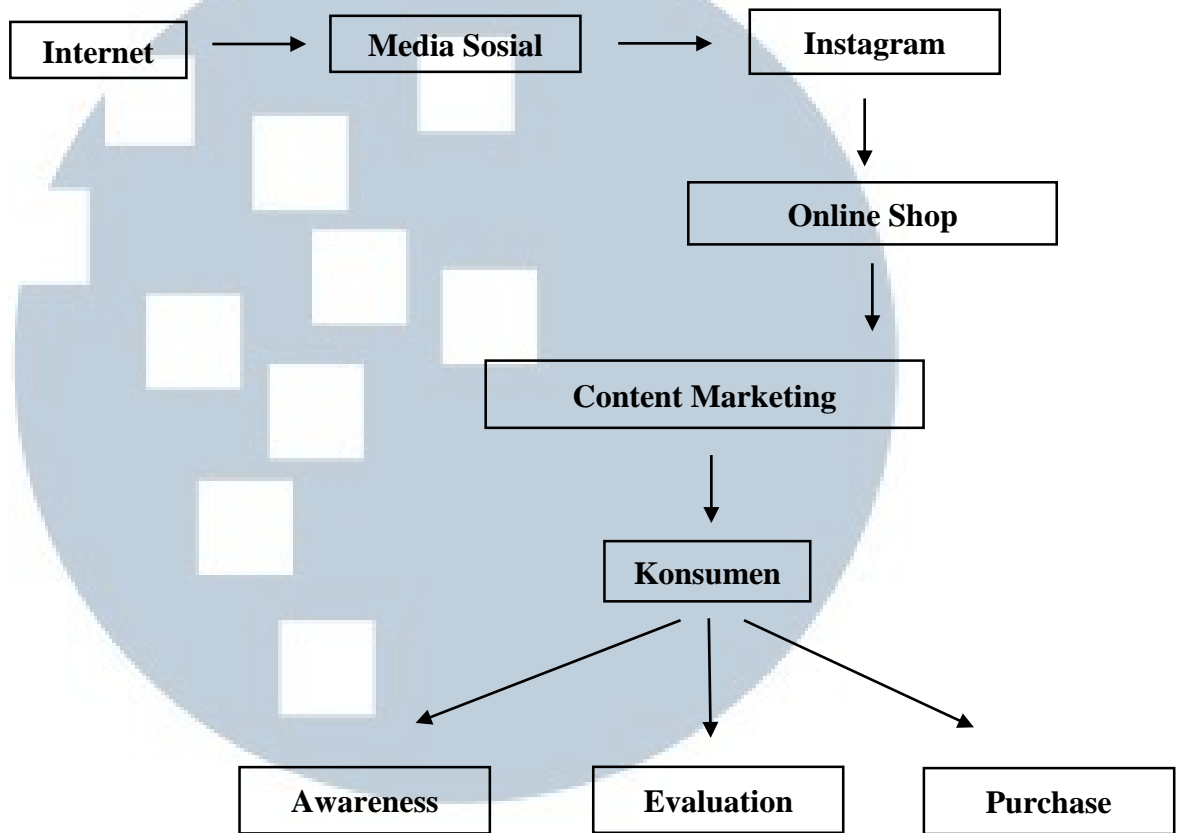 Internet
Media Sosial
Instagram
Online Shop
Content Marketing
Konsumen
Awareness
Evaluation
Purchase